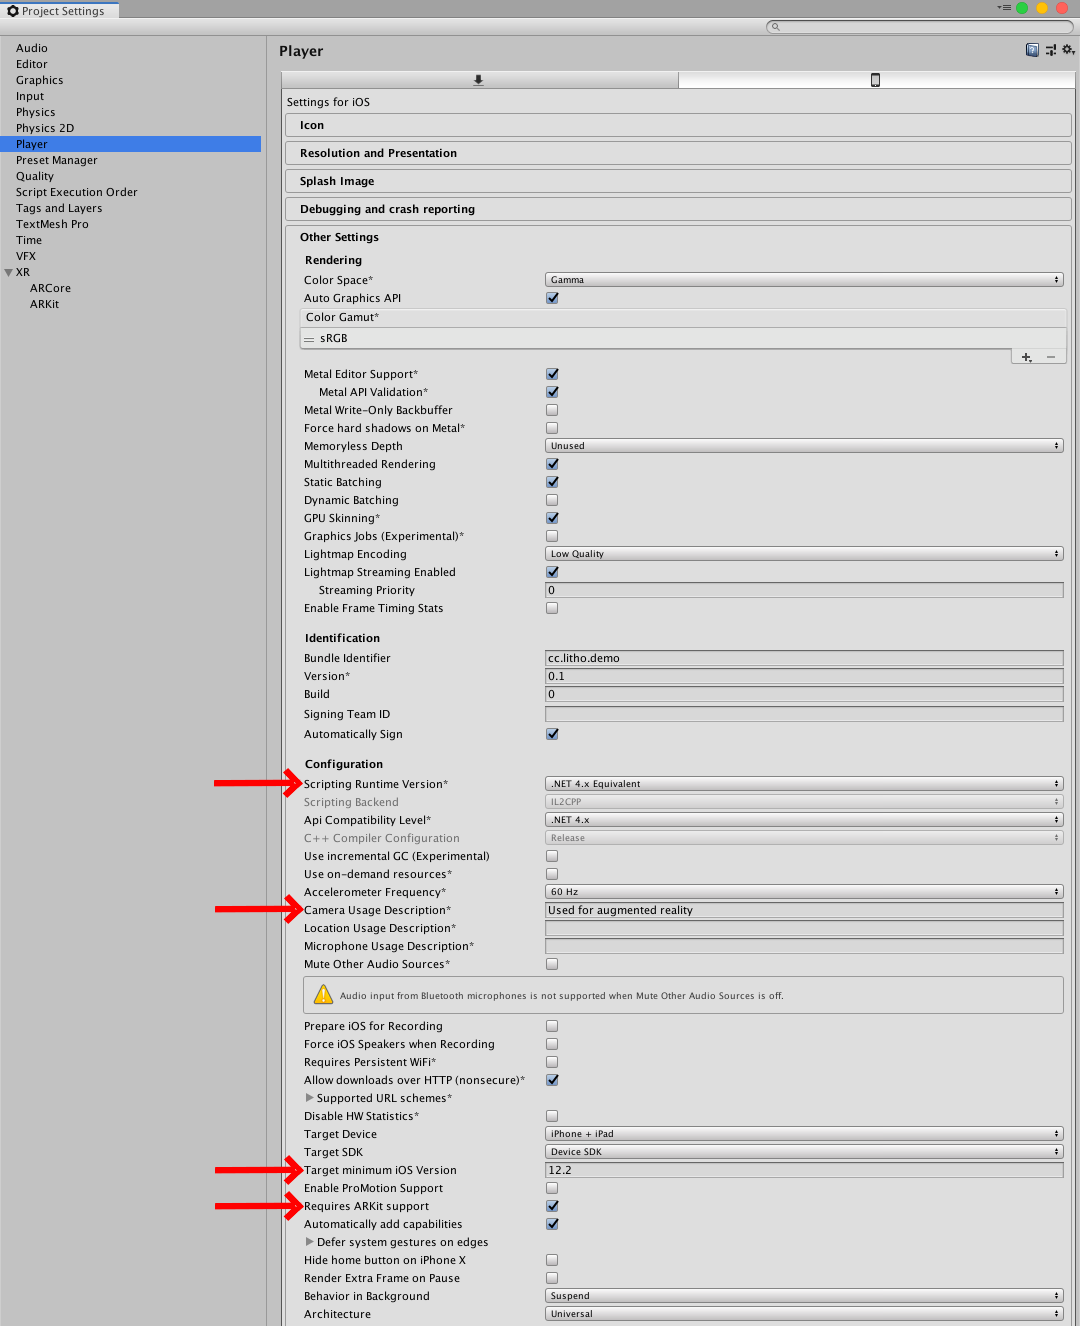 Project Settings
Audio
Editor
Graphics
Input
Physics
Physics 2D
Player
Preset Manager
Quality
Script Execution Order
Tags and Layers
TextMesh Pro
Time
VFX
XR
ARCore
ARKit
Player
Settings for iOS
Icon
Resolution and Presentation
Splash Image
Debugging and crash reporting
Other Settings
Rendering
Color Space* Gamma
Auto Graphics API
Color Gamut*
sRGB
Metal Editor Support*
Metal API Validation*
Metal Write-Only Backbuffer
Force hard shadows on Metal*
Memoryless Depth Unused
Multithreaded Rendering
Static Batching
Dynamic Batching
GPU Skinning*
Graphics Jobs (Experimental)*
Lightmap Encoding Low Quality
Lightmap Streaming Enabled
Streaming Priority 0
Enable Frame Timing Stats
Identification
Bundle Identifier cc.litho.demo
Version* 0.1
Build 0
Signing Team ID
Automatically Sign
Configuration
Scripting Runtime Version* .NET 4.x Equivalent
Scripting Backend IL2CPP
Api Compatibility Level* .NET 4.x
C++ Compiler Configuration Release
Use incremental GC (Experimental)
Use on-demand resources*
Accelerometer Frequency* 60 Hz
Camera Usage Description* Used for augmented reality
Location Usage Description*
Microphone Usage Description*
Mute Other Audio Sources*
Audio input from Bluetooth microphones is not supported when Mute Other Audio Sources is off.
Prepare iOS for Recording
Force iOS Speakers when Recording
Requires Persistent WiFi*
Allow downloads over HTTP (nonsecure)*
Supported URL schemes*
Disable HW Statistics*
Target Device iPhone + iPad
Target SDK Device SDK
Target minimum iOS Version 12.2
Enable ProMotion Support
Requires ARKit support
Automatically add capabilities
Defer system gestures on edges
Hide home button on iPhone X
Render Extra Frame on Pause
Behavior in Background Suspend
Architecture Universal